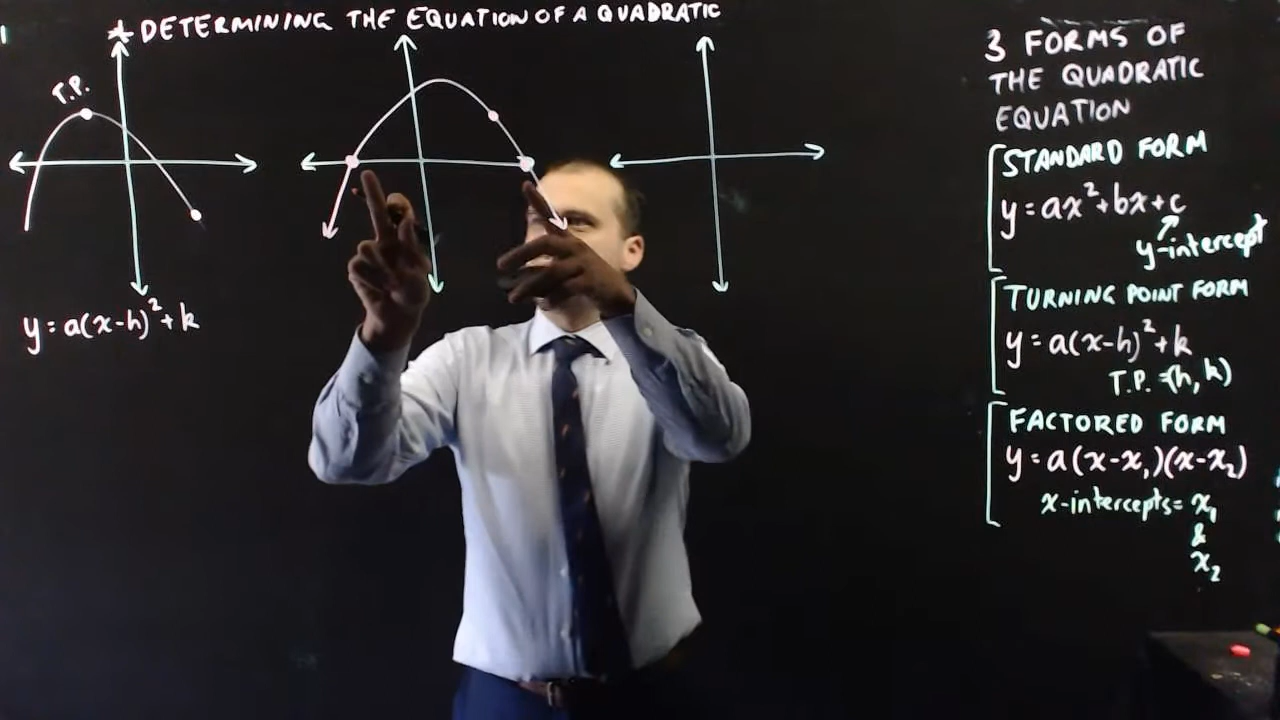 * DETERMINING THE EQUATION OF A QUADRATIC
T.P.
y = a(x-h)² + k
3 FORMS OF
THE QUADRATIC
EQUATION
STANDARD FORM
y = ax² + bx + c
y-intercept
TURNING POINT FORM
y = a(x-h)² + k
T.P. = (h, k)
FACTORED FORM
y = a(x-x₁)(x-x₂)
x-intercepts = x₁
&
x₂